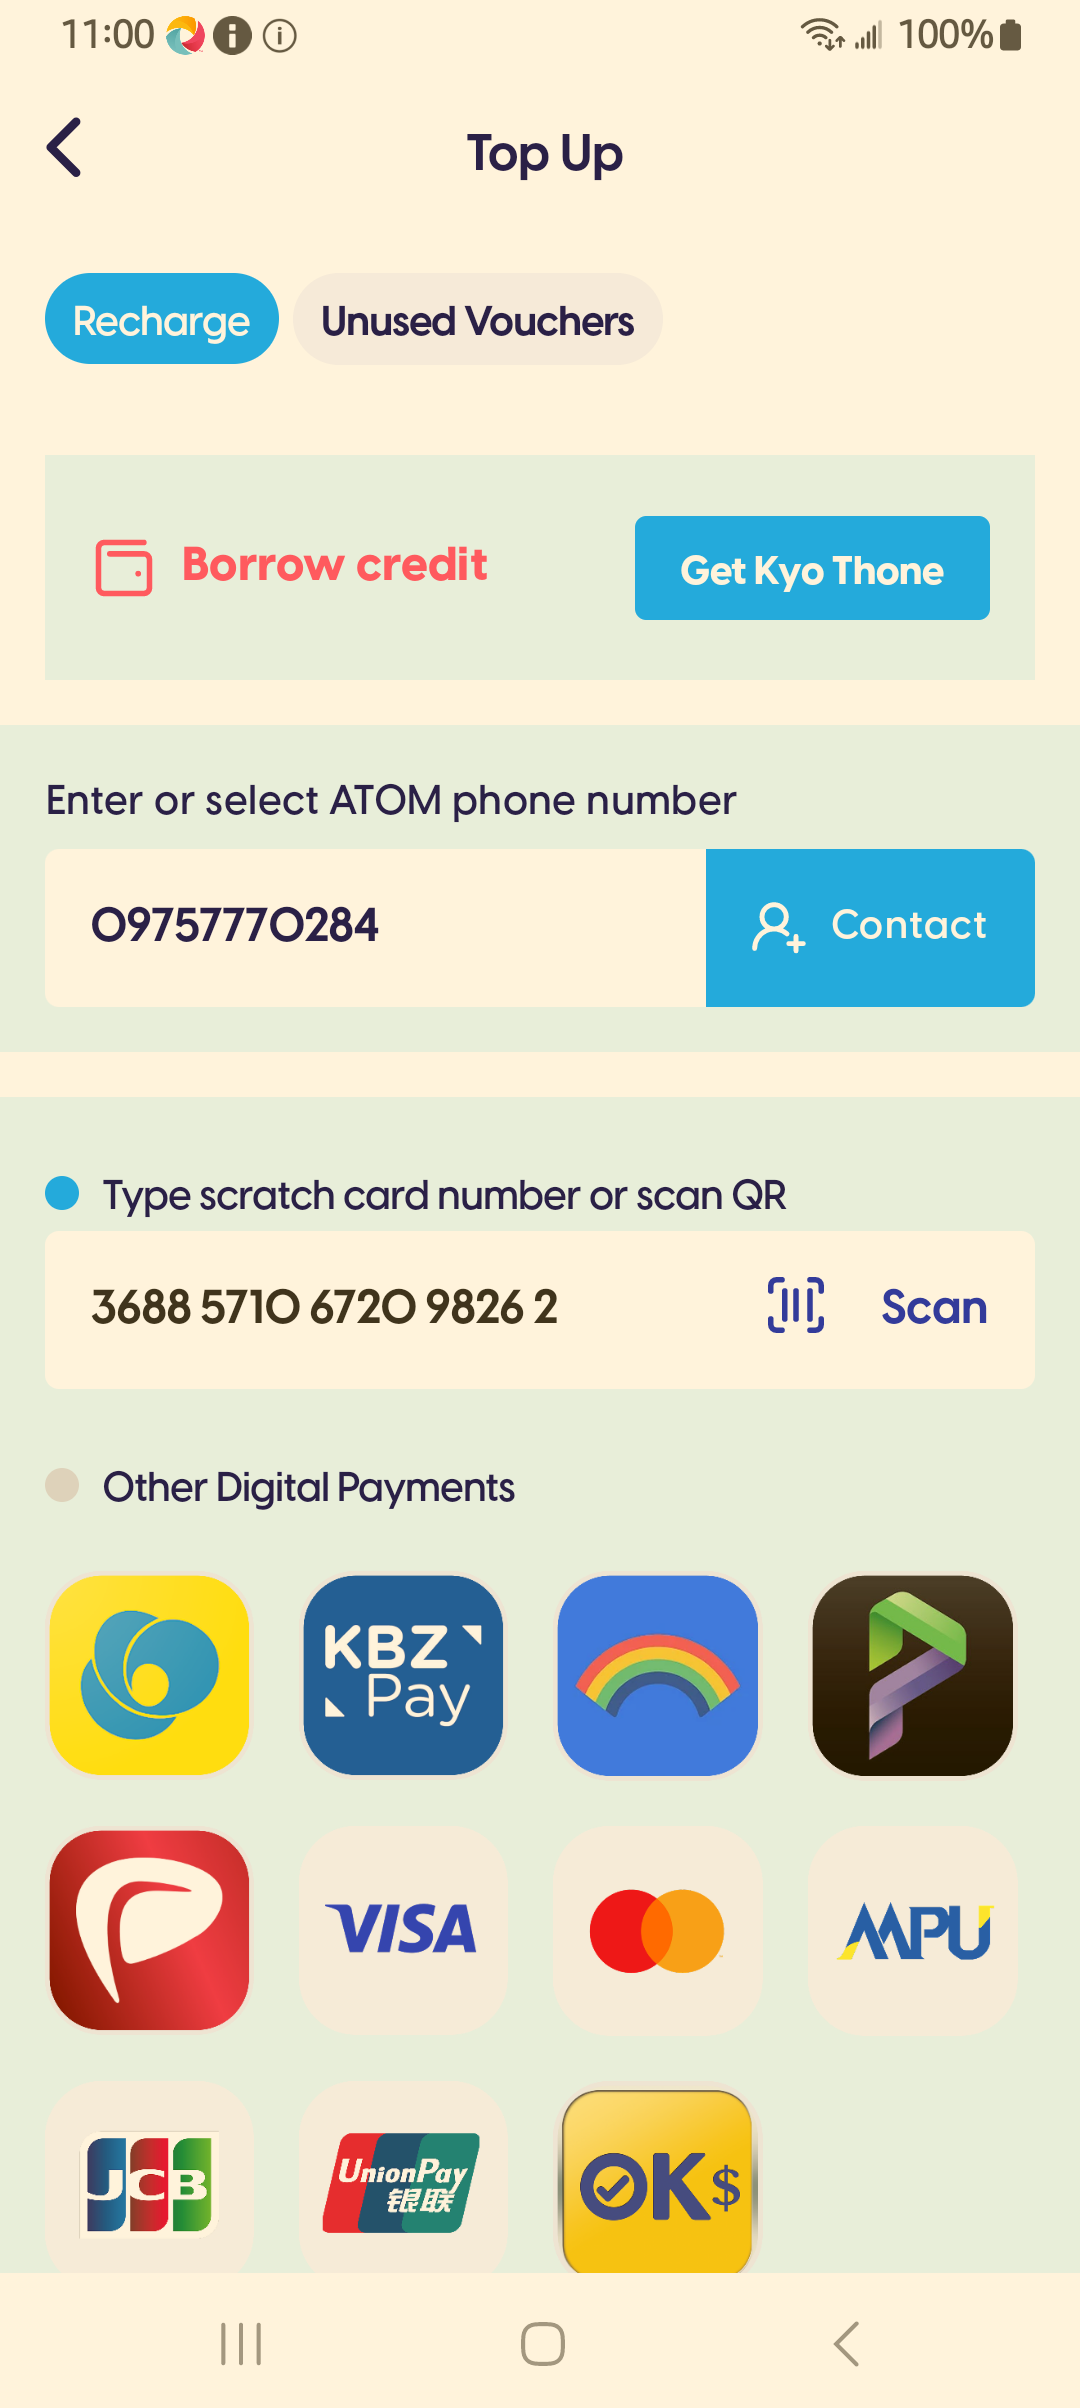 11:00
100%
Top Up
Recharge
Unused Vouchers
Borrow credit
Get Kyo Thone
Enter or select ATOM phone number
09757770284
Contact
Type scratch card number or scan QR
3688 5710 6720 9826 2
Scan
Other Digital Payments
KBZ
Pay
VISA
MPU
JCB
UnionPay
银联
OK$